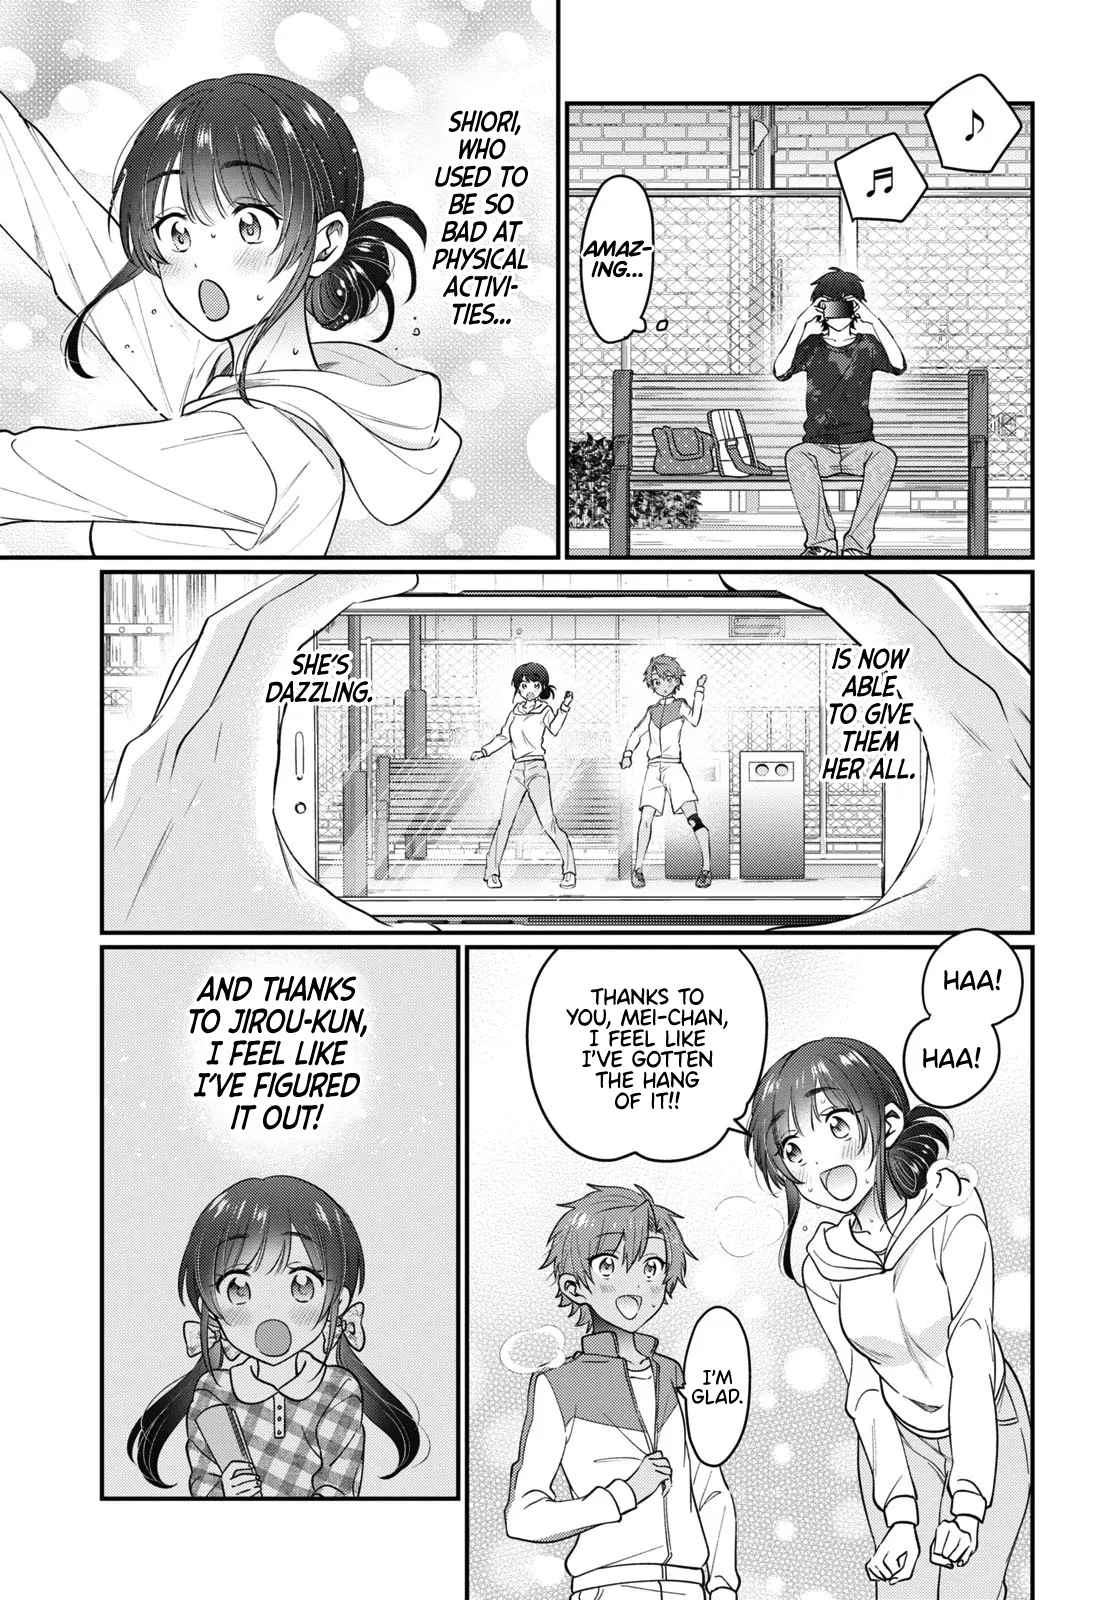 ♪
♬
AMAZ-
ING...
SHIORI,
WHO
USED TO
BE SO
BAD AT
PHYSICAL
ACTIVI-
TIES...
IS NOW
ABLE
TO GIVE
THEM
HER ALL.
SHE'S
DAZZLING.
HAA!
HAA!
THANKS TO
YOU, MEI-CHAN,
I FEEL LIKE
I'VE GOTTEN
THE HANG
OF IT!!
I'M
GLAD.
AND THANKS
TO JIROU-KUN,
I FEEL LIKE
I'VE FIGURED
IT OUT!